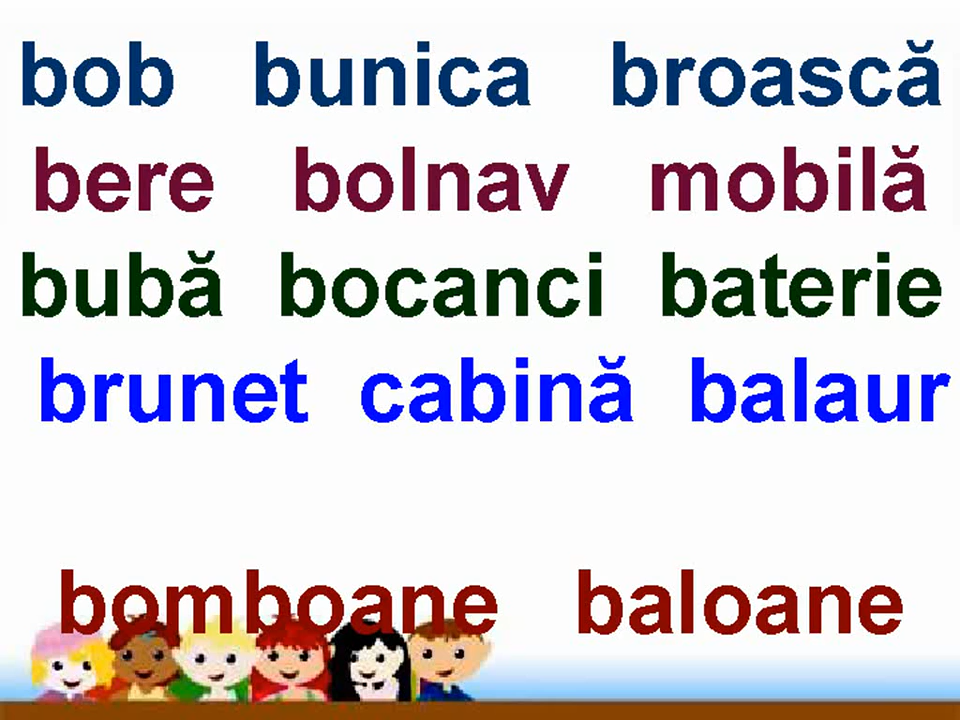 bob bunica broască
bere bolnav mobilă
bubă bocanci baterie
brunet cabină balaur
bomboane baloane